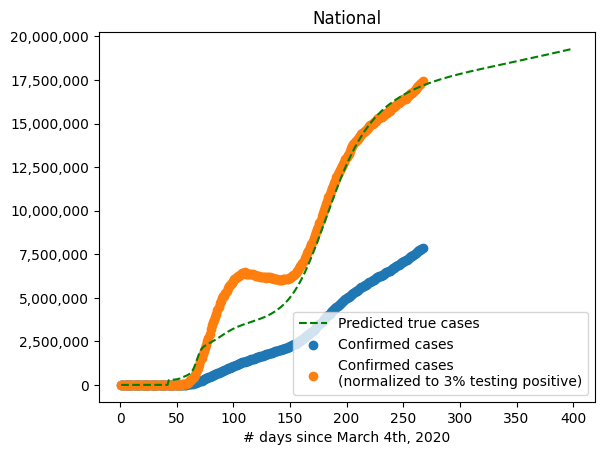 National
20,000,000
17,500,000
15,000,000
12,500,000
10,000,000
7,500,000
5,000,000
2,500,000
0
Predicted true cases
Confirmed cases
Confirmed cases
(normalized to 3% testing positive)
0 50 100 150 200 250 300 350 400
# days since March 4th, 2020